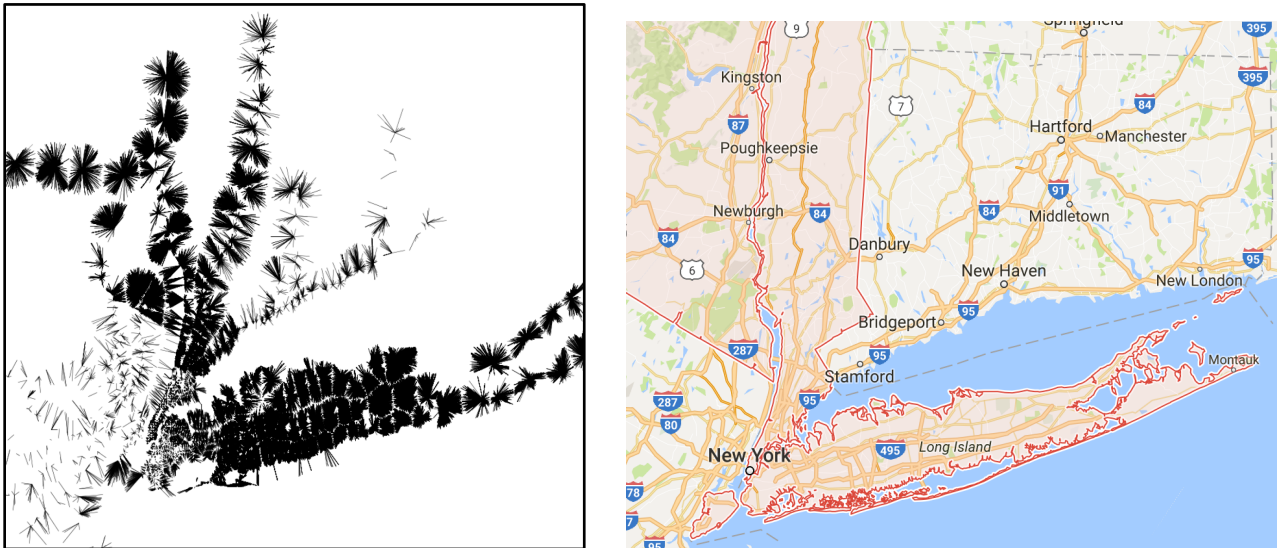 Springfield
9
395
Kingston
395
7
84
87
Hartford
Manchester
Poughkeepsie
91
84
Middletown
Newburgh
84
84
Danbury
95
6
New Haven
New London
95
Bridgeport
287
95
Montauk
Stamford
287
95
80
Long Island
495
New York
78
7
95